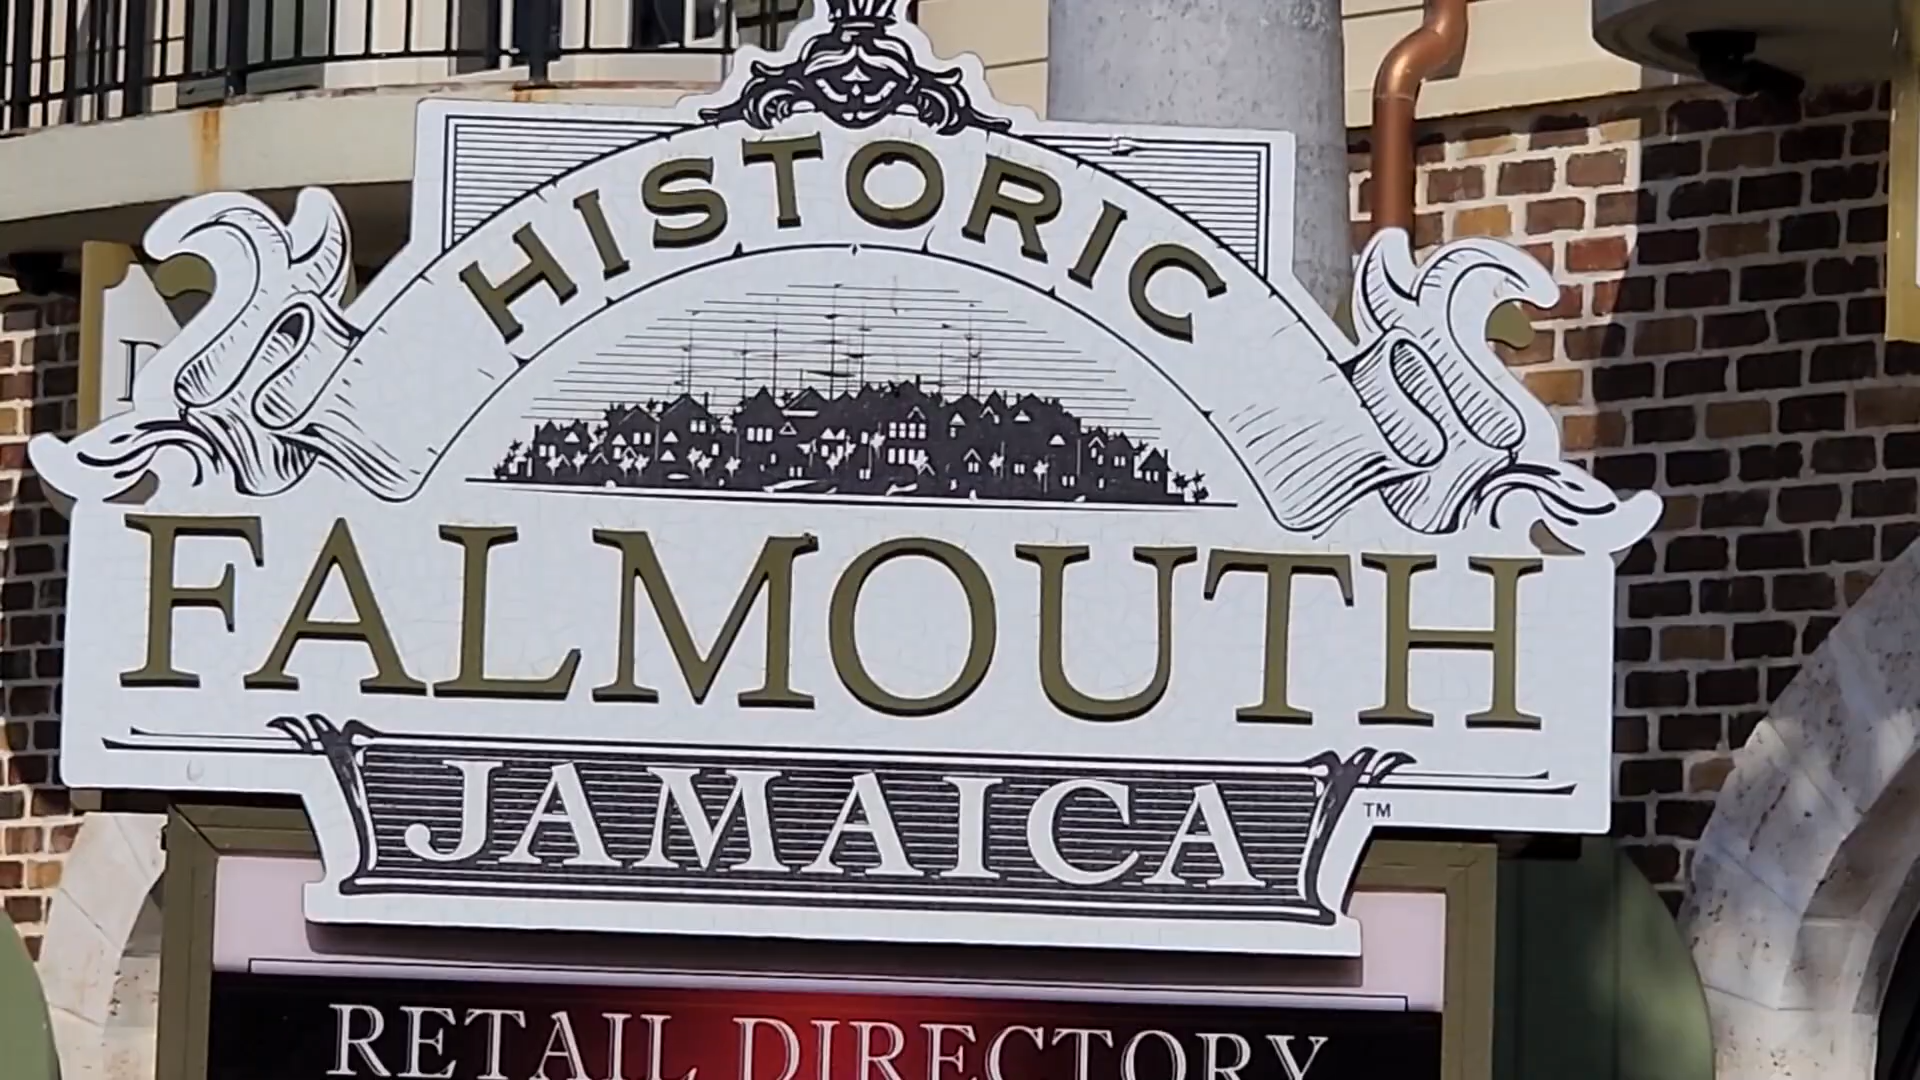 HISTORIC
FALMOUTH
JAMAICA
TM
RETAIL DIRECTORY